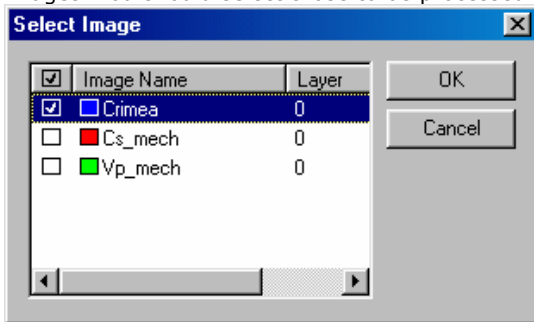 Select Image
Image Name Layer
Crimea 0
Cs_mech 0
Vp_mech 0
OK
Cancel